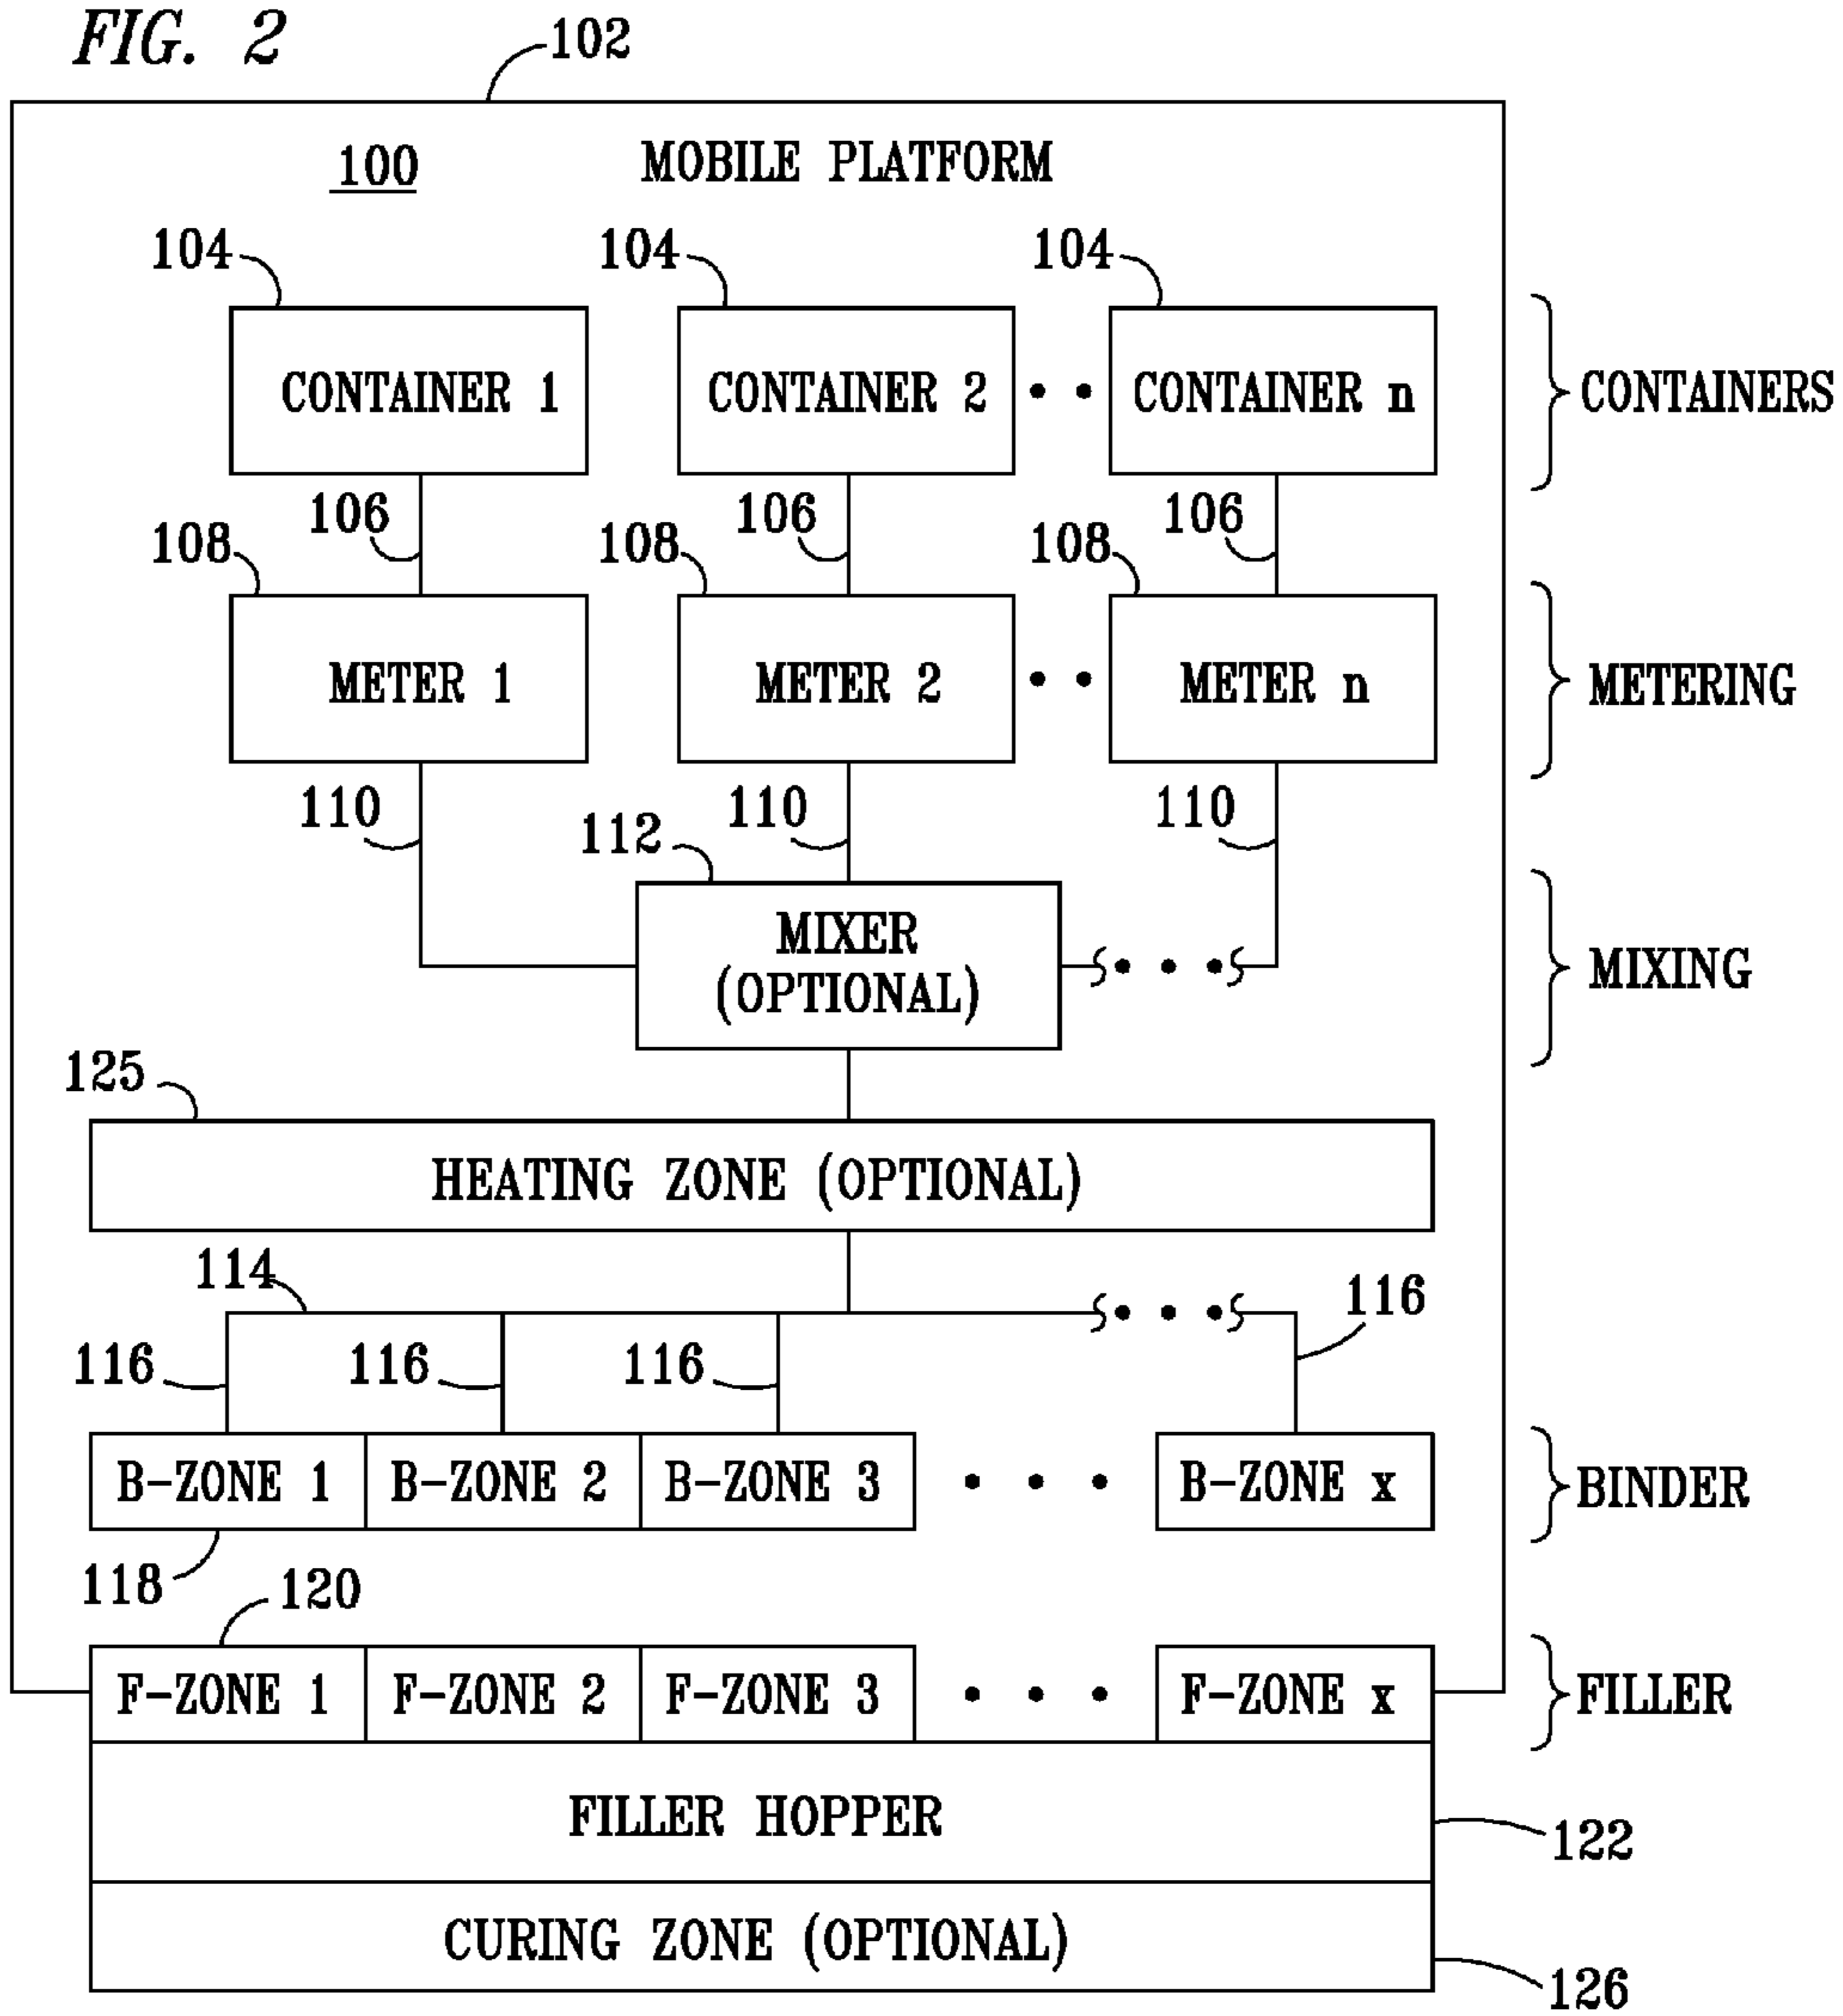 FIG. 2
102
100 MOBILE PLATFORM
104 104 104
CONTAINER 1 CONTAINER 2 • • CONTAINER n CONTAINERS
106 106 106
108 108 108
METER 1 METER 2 • • METER n METERING
110 110 110
112
MIXER
(OPTIONAL)
• • •
MIXING
125
HEATING ZONE (OPTIONAL)
114
• • •
116
116 116 116
B-ZONE 1 B-ZONE 2 B-ZONE 3 • • • B-ZONE x BINDER
118
120
F-ZONE 1 F-ZONE 2 F-ZONE 3 • • • F-ZONE x FILLER
FILLER HOPPER
122
CURING ZONE (OPTIONAL)
126